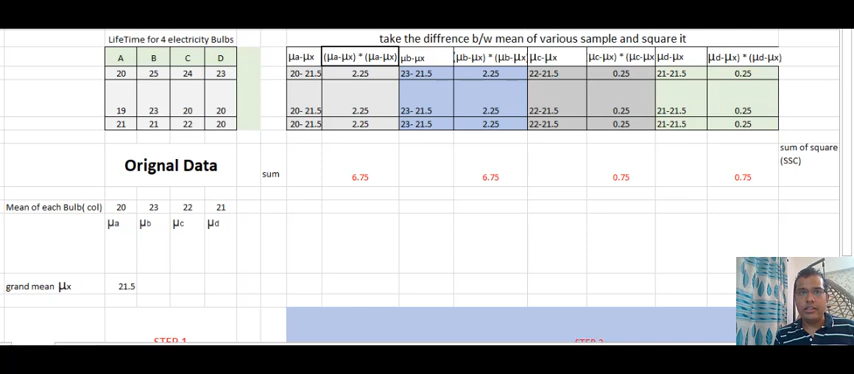 take the diffrence b/w mean of various sample and square it
LifeTime for 4 electricity Bulbs
A B C D μa-μx (μa-μx) * (μa-μx) μb-μx (μb-μx) * (μb-μx) μc-μx μc-μx) * (μc-μx μd-μx μd-μx) * (μd-μx)
20 25 24 23 20- 21.5 2.25 23- 21.5 2.25 22-21.5 0.25 21-21.5 0.25
19 23 20 20 20- 21.5 2.25 23- 21.5 2.25 22-21.5 0.25 21-21.5 0.25
21 21 22 20 20- 21.5 2.25 23- 21.5 2.25 22-21.5 0.25 21-21.5 0.25
sum of square
(SSC)
Orignal Data
sum 6.75 6.75 0.75 0.75
Mean of each Bulb( col) 20 23 22 21
μa μb μc μd
grand mean μx 21.5
STEP 1